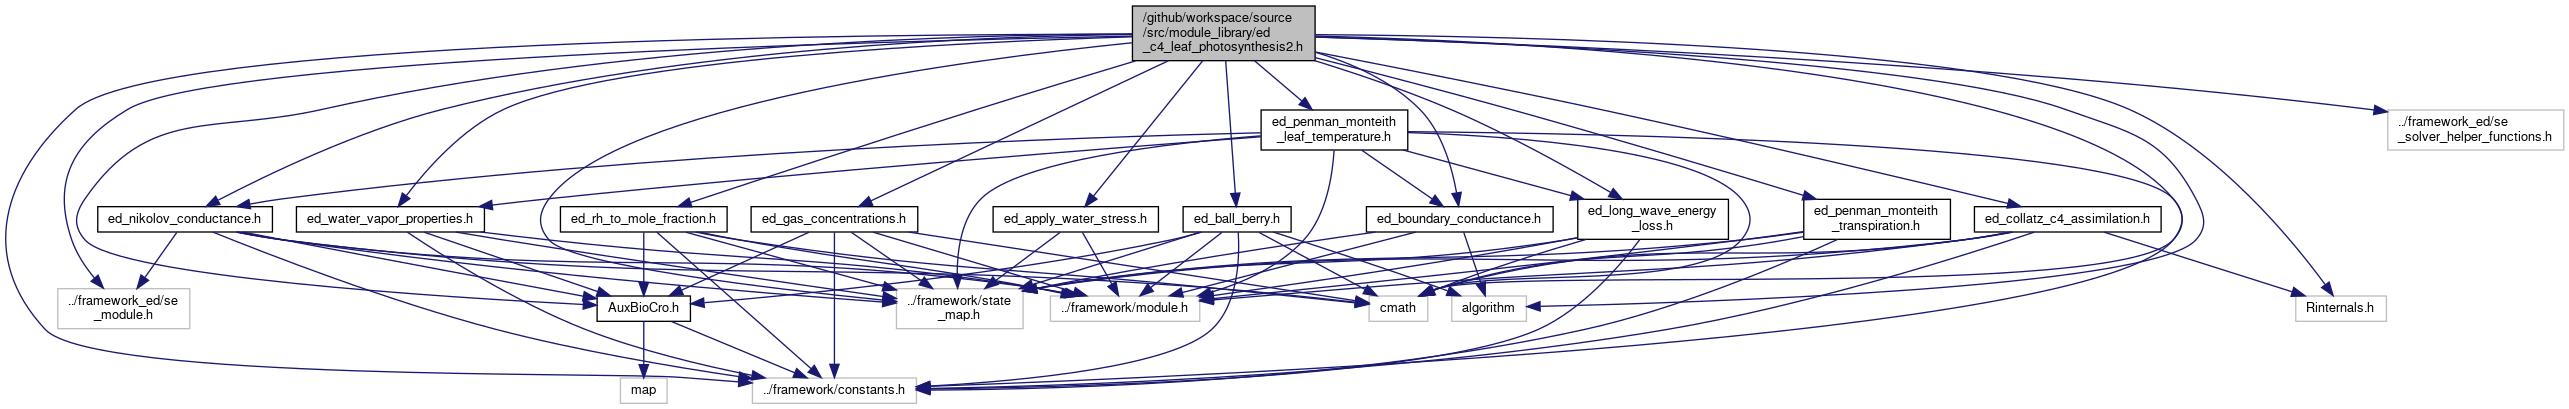 /github/workspace/source
/src/module_library/ed
_c4_leaf_photosynthesis2.h
ed_penman_monteith
_leaf_temperature.h
../framework_ed/se
_solver_helper_functions.h
ed_nikolov_conductance.h
ed_water_vapor_properties.h
ed_rh_to_mole_fraction.h
ed_gas_concentrations.h
ed_apply_water_stress.h
ed_ball_berry.h
ed_boundary_conductance.h
ed_long_wave_energy
_loss.h
ed_penman_monteith
_transpiration.h
ed_collatz_c4_assimilation.h
../framework_ed/se
_module.h
AuxBioCro.h
../framework/state
_map.h
../framework/module.h
cmath
algorithm
Rinternals.h
map
../framework/constants.h